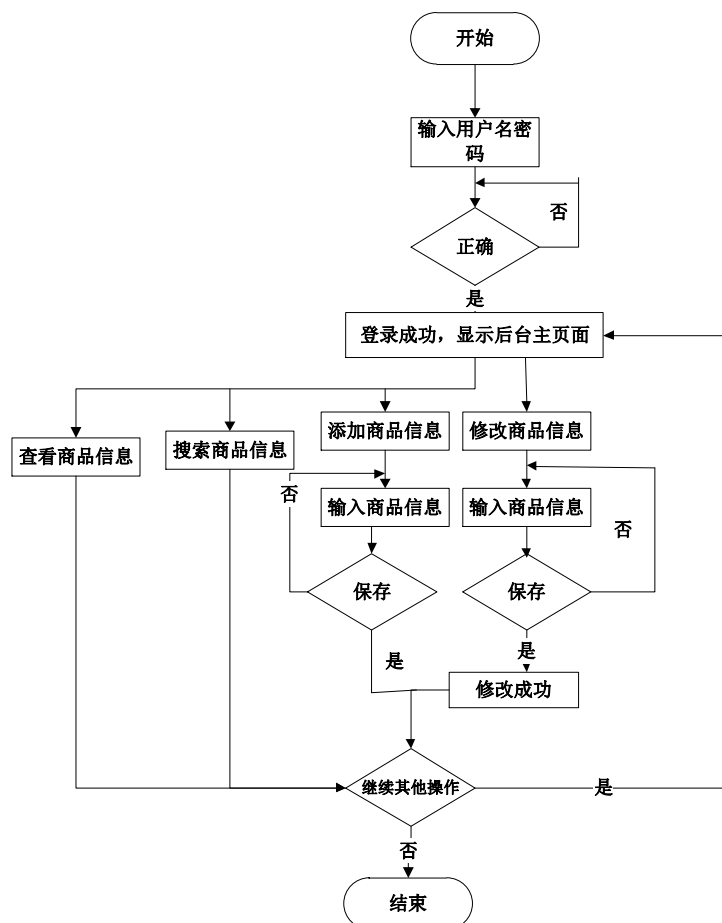 开始
输入用户名密
码
否
正确
是
登录成功，显示后台主页面
添加商品信息
修改商品信息
查看商品信息
搜索商品信息
否
输入商品信息
输入商品信息
否
保存
保存
是
是
修改成功
继续其他操作
是
否
结束